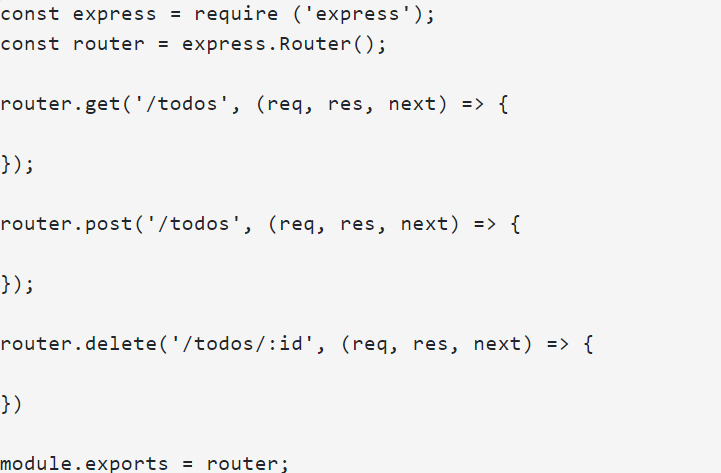 const express = require ('express');
const router = express.Router();
router.get('/todos', (req, res, next) => {
});
router.post('/todos', (req, res, next) => {
});
router.delete('/todos/:id', (req, res, next) => {
})
module.exports = router;